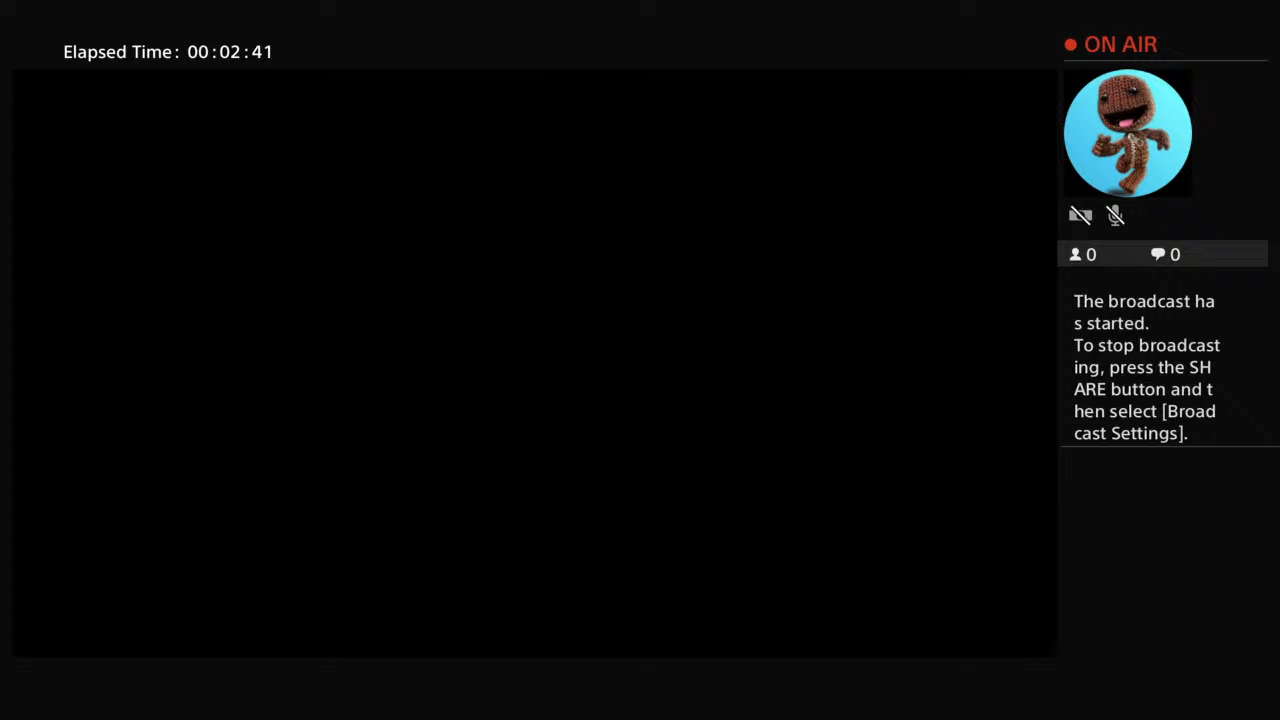 Elapsed Time: 00:02:41
ON AIR
0 0
The broadcast ha
s started.
To stop broadcast
ing, press the SH
ARE button and t
hen select [Broad
cast Settings].